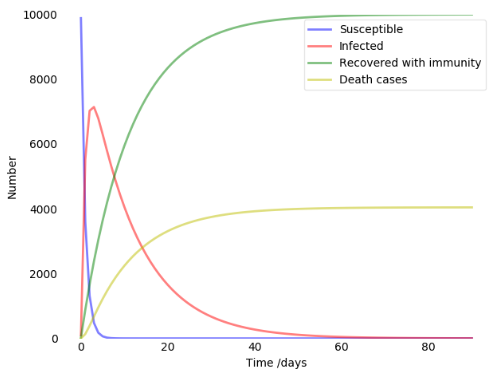 10000
8000
6000
4000
2000
0
Number
0 20 40 60 80
Time /days
Susceptible
Infected
Recovered with immunity
Death cases